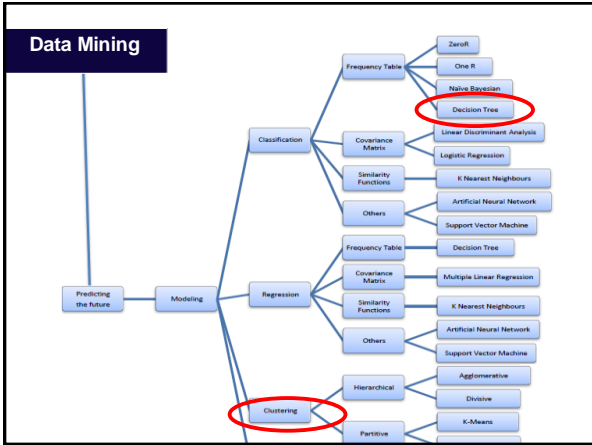 Data Mining
ZeroR
Frequency Table
One R
Naïve Bayesian
Decision Tree
Classification
Covariance
Matrix
Linear Discriminant Analysis
Logistic Regression
Similarity
Functions
K Nearest Neighbours
Others
Artificial Neural Network
Support Vector Machine
Frequency Table
Decision Tree
Predicting
the future
Modeling
Regression
Covariance
Matrix
Multiple Linear Regression
Similarity
Functions
K Nearest Neighbours
Others
Artificial Neural Network
Support Vector Machine
Clustering
Hierarchical
Agglomerative
Divisive
Partitive
K-Means